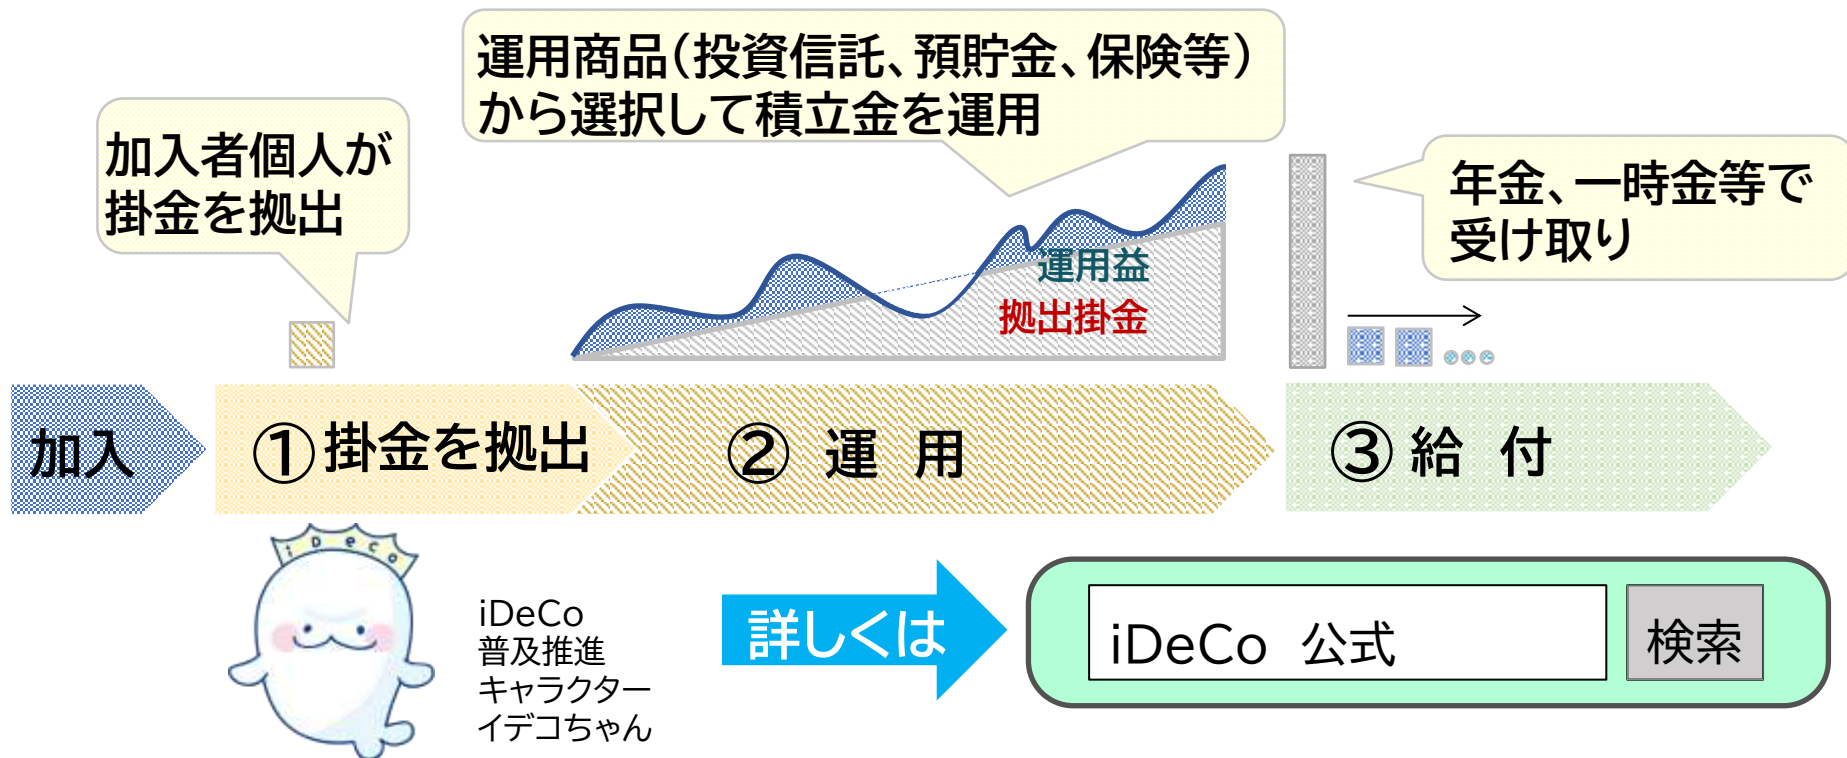 運用商品(投資信託、預貯金、保険等)
から選択して積立金を運用
加入者個人が
掛金を拠出
年金、一時金等で
受け取り
運用益
拠出掛金
加入
①掛金を拠出
② 運 用
③ 給 付
iDeCo
iDeCo
普及推進
キャラクター
イデコちゃん
詳しくは
iDeCo 公式
検索